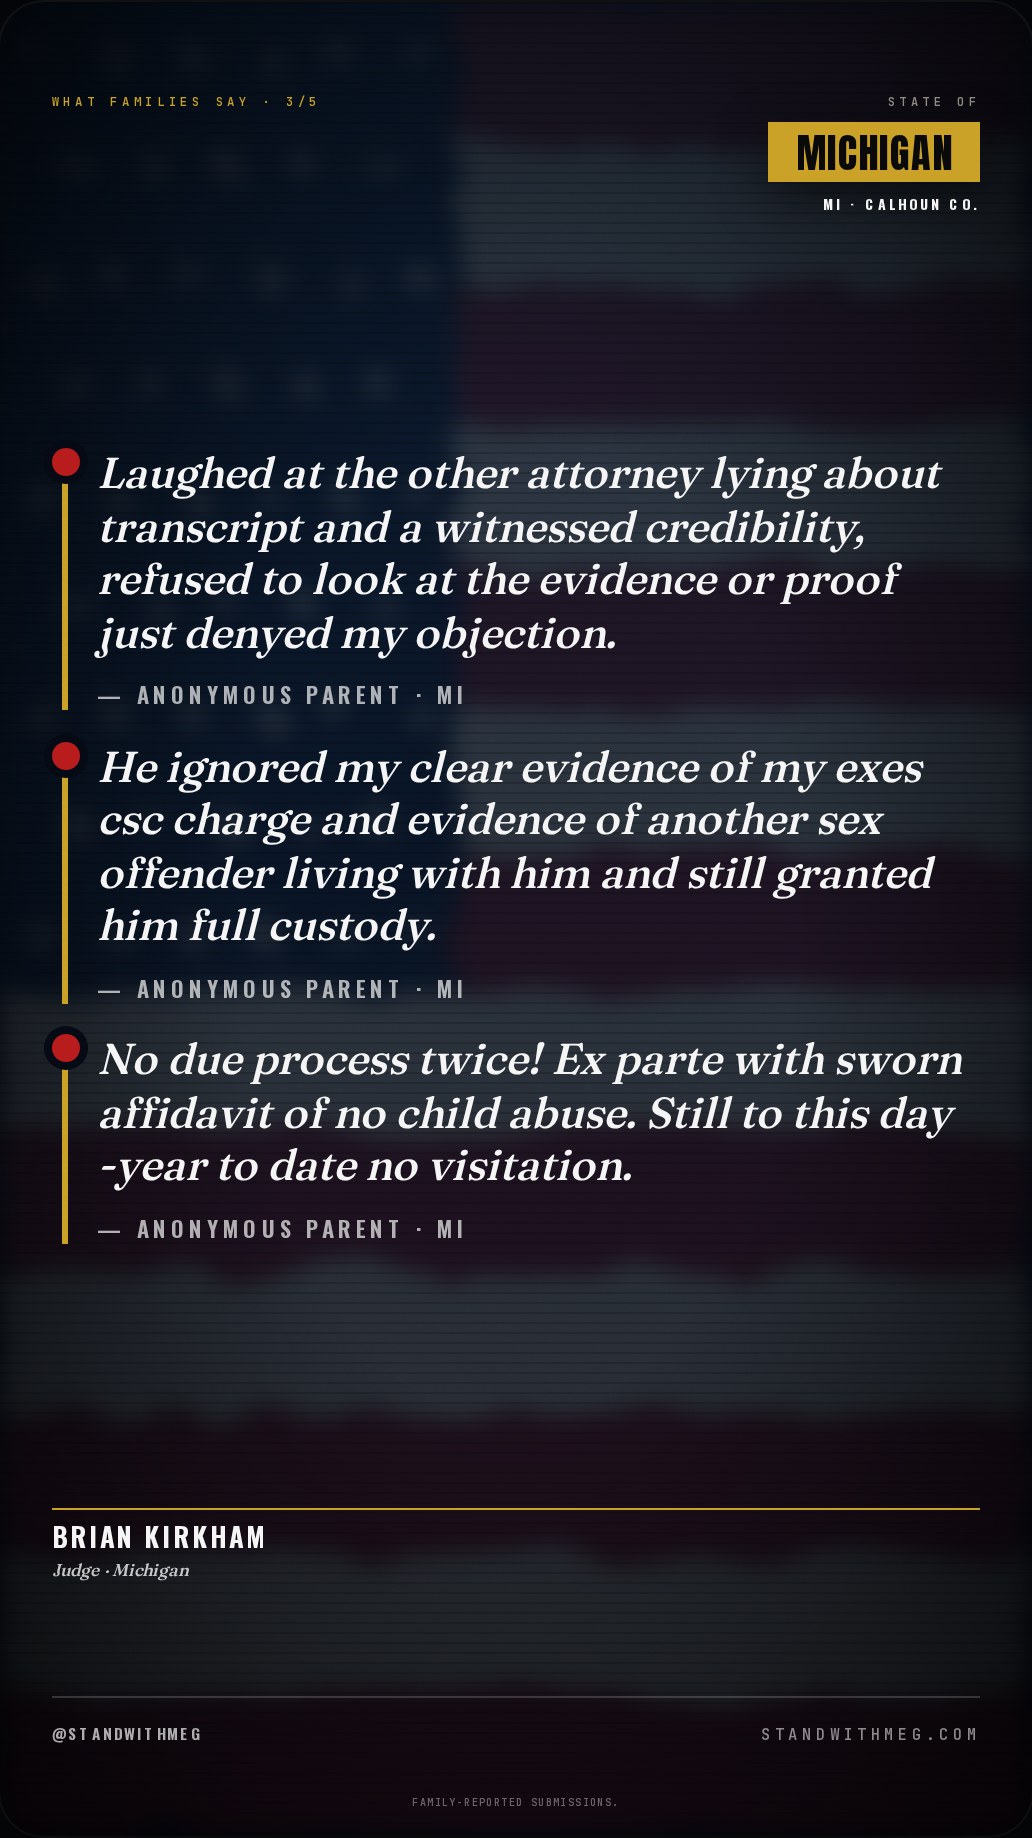 WHAT FAMILIES SAY · 3/5
STATE OF
MICHIGAN
MI · CALHOUN CO.
Laughed at the other attorney lying about
transcript and a witnessed credibility,
refused to look at the evidence or proof
just denyed my objection.
— ANONYMOUS PARENT · MI
He ignored my clear evidence of my exes
csc charge and evidence of another sex
offender living with him and still granted
him full custody.
— ANONYMOUS PARENT · MI
No due process twice! Ex parte with sworn
affidavit of no child abuse. Still to this day
-year to date no visitation.
— ANONYMOUS PARENT · MI
BRIAN KIRKHAM
Judge · Michigan
@STANDWITHMEG
STANDWITHMEG.COM
FAMILY-REPORTED SUBMISSIONS.